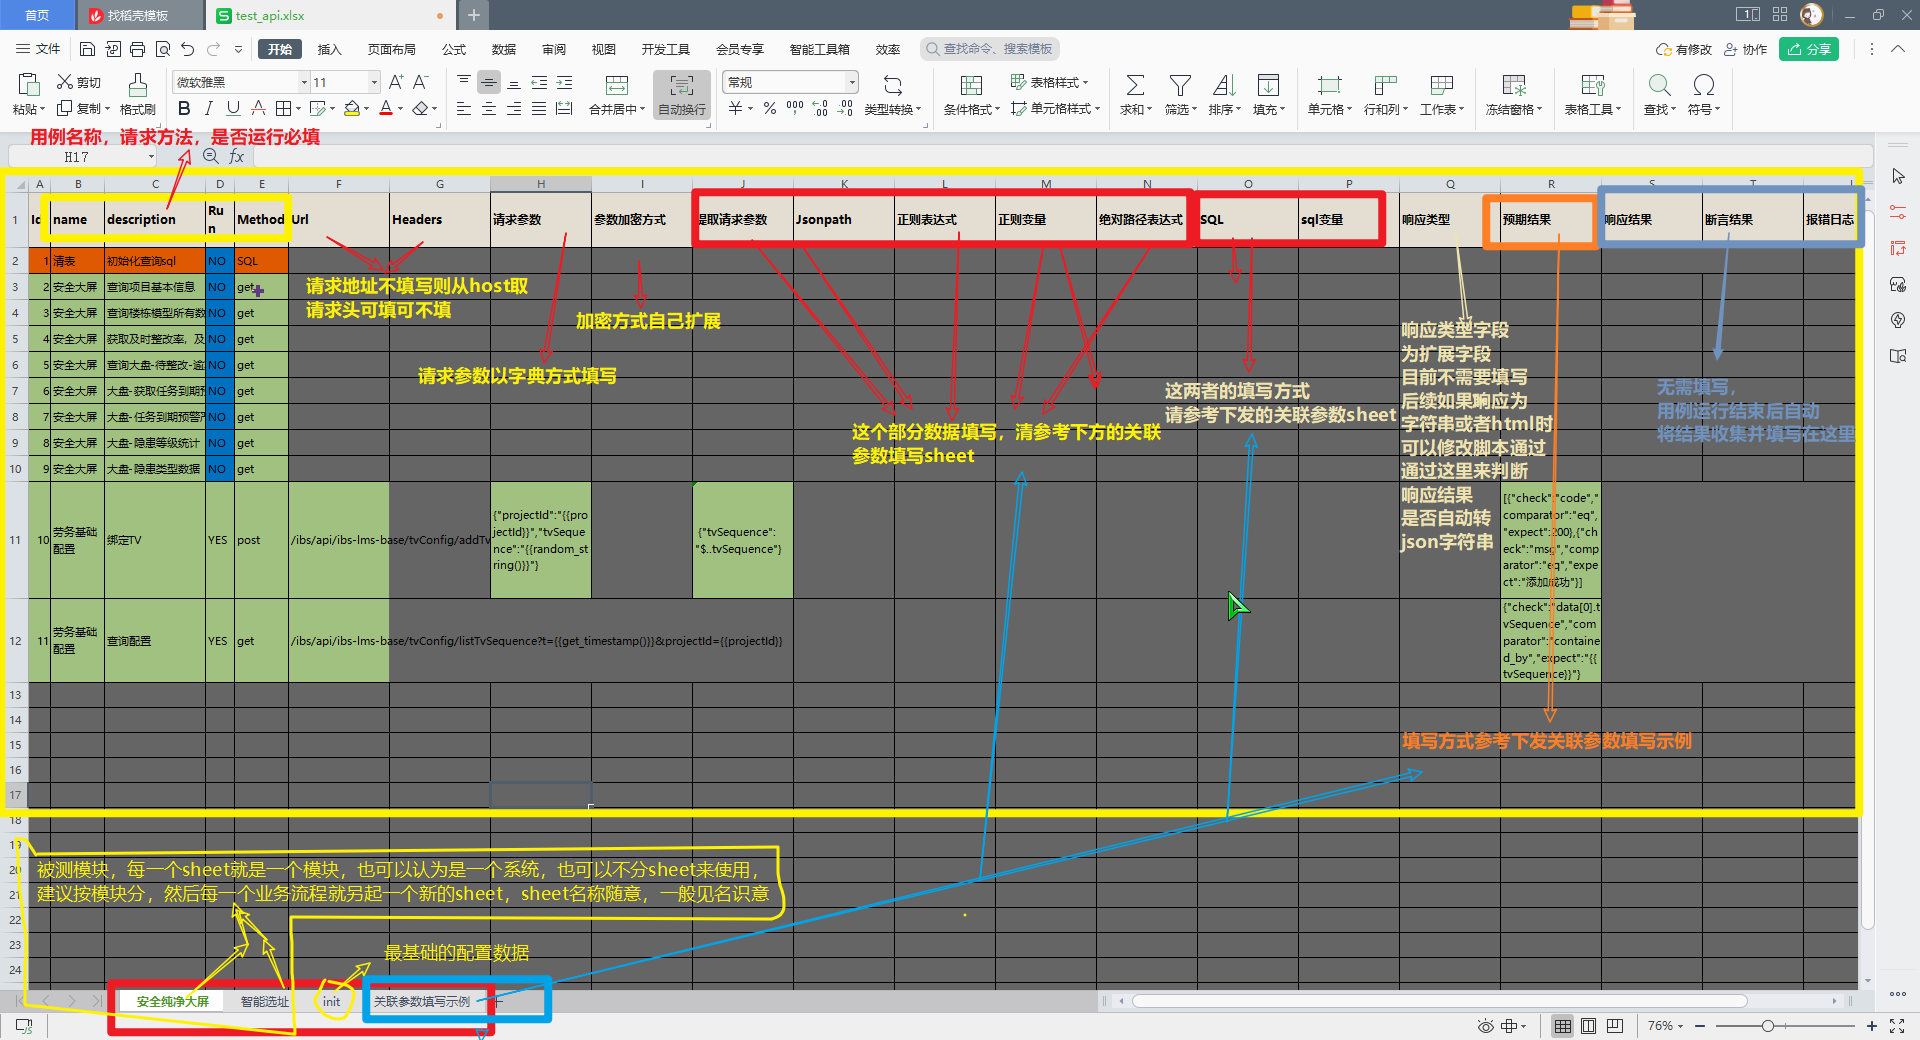 首页
找稻壳模板
test_api.xlsx
文件
开始
插入
页面布局
公式
数据
审阅
视图
开发工具
会员专享
智能工具箱
效率
查找命令、搜索模板
有修改
协作
分享
粘贴
剪切
复制
格式刷
微软雅黑
11
合并居中
自动换行
常规
类型转换
条件格式
表格样式
单元格样式
求和
筛选
排序
填充
单元格
行和列
工作表
冻结窗格
表格工具
查找
符号
用例名称，请求方法，是否运行必填
H17
fx
A B C D E F G H I J K L M N O P Q R S T
1 Id name description Run Method Url Headers 请求参数 参数加密方式 提取请求参数 Jsonpath 正则表达式 正则变量 绝对路径表达式 SQL sql变量 响应类型 预期结果 响应结果 断言结果 报错日志
2 1 清表 初始化查询sql NO SQL
3 2 安全大屏 查询项目基本信息 NO get
4 3 安全大屏 查询楼栋模型所有数 NO get
5 4 安全大屏 获取及时整改率，及 NO get
6 5 安全大屏 查询大盘-待整改-逾 NO get
7 6 安全大屏 大盘-获取任务到期预 NO get
8 7 安全大屏 大盘-任务到期预警 NO get
9 8 安全大屏 大盘-隐患等级统计 NO get
10 9 安全大屏 大盘-隐患类型数据 NO get
请求地址不填写则从host取
请求头可填可不填
加密方式自己扩展
请求参数以字典方式填写
这个部分数据填写，清参考下方的关联
参数填写sheet
这两者的填写方式
请参考下发的关联参数sheet
响应类型字段
为扩展字段
目前不需要填写
后续如果响应为
字符串或者html时
可以修改脚本通过
通过这里来判断
响应结果
是否自动转
json字符串
无需填写，
用例运行结束后自动
将结果收集并填写在这里
11 10 劳务基础配置 绑定TV YES post /ibs/api/ibs-lms-base/tvConfig/addTv
{"projectId":"{{pro
jectId}}","tvSeque
nce":"{{random_st
ring()}}"}
{"tvSequence":
"$..tvSequence"}
[{"check":"code","
comparator":"eq",
"expect":200},{"ch
eck":"msg","comp
arator":"eq","expe
ct":"添加成功"}]
12 11 劳务基础配置 查询配置 YES get /ibs/api/ibs-lms-base/tvConfig/listTvSequence?t={{get_timestamp()}}&projectId={{projectId}}
{"check":"data[0].t
vSequence","com
parator":"containe
d_by","expect":"{{
tvSequence}}"}
13
14
15
16
17
18
19
20
21
22
23
24
填写方式参考下发关联参数填写示例
被测模块，每一个sheet就是一个模块，也可以认为是一个系统，也可以不分sheet来使用，
建议按模块分，然后每一个业务流程就另起一个新的sheet，sheet名称随意，一般见名识意
最基础的配置数据
安全纯净大屏
智能选址
init
关联参数填写示例
76%